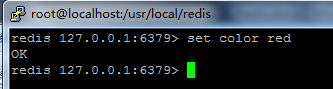 root@localhost:/usr/local/redis
redis 127.0.0.1:6379> set color red
OK
redis 127.0.0.1:6379>